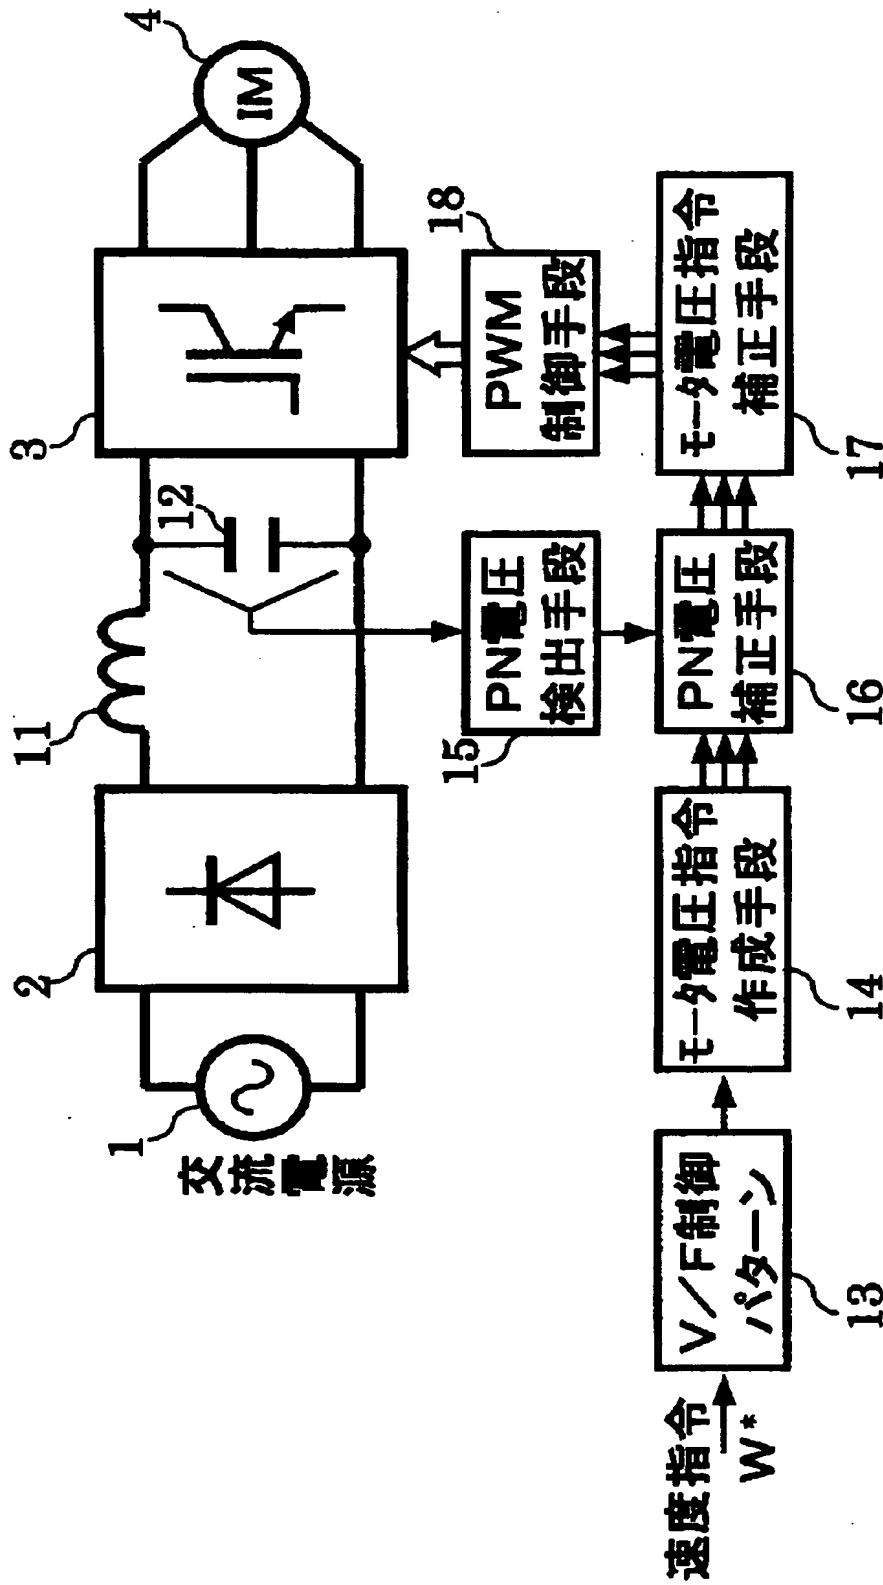 1
交流電源
2
11
12
3
IM
4
15
PN電圧
検出手段
18
PWM
制御手段
速度指令
W*
V／F制御
パターン
13
モータ電圧指令
作成手段
14
PN電圧
補正手段
16
モータ電圧指令
補正手段
17